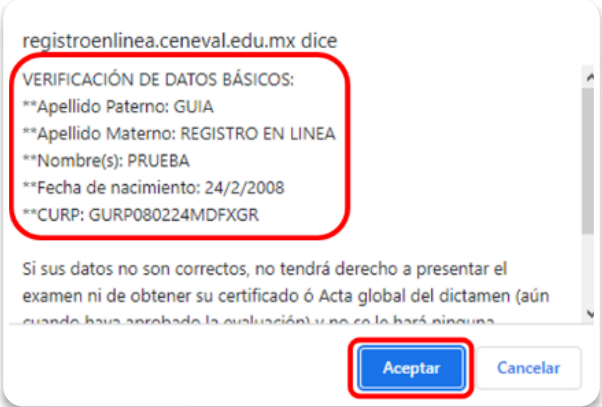 registroenlinea.ceneval.edu.mx dice
VERIFICACIÓN DE DATOS BÁSICOS:
**Apellido Paterno: GUIA
**Apellido Materno: REGISTRO EN LINEA
**Nombre(s): PRUEBA
**Fecha de nacimiento: 24/2/2008
**CURP: GURP080224MDFXGR
Si sus datos no son correctos, no tendrá derecho a presentar el
examen ni de obtener su certificado ó Acta global del dictamen (aún
cuando haya aprobado la evaluación) y no se le hará ninguna
Aceptar
Cancelar